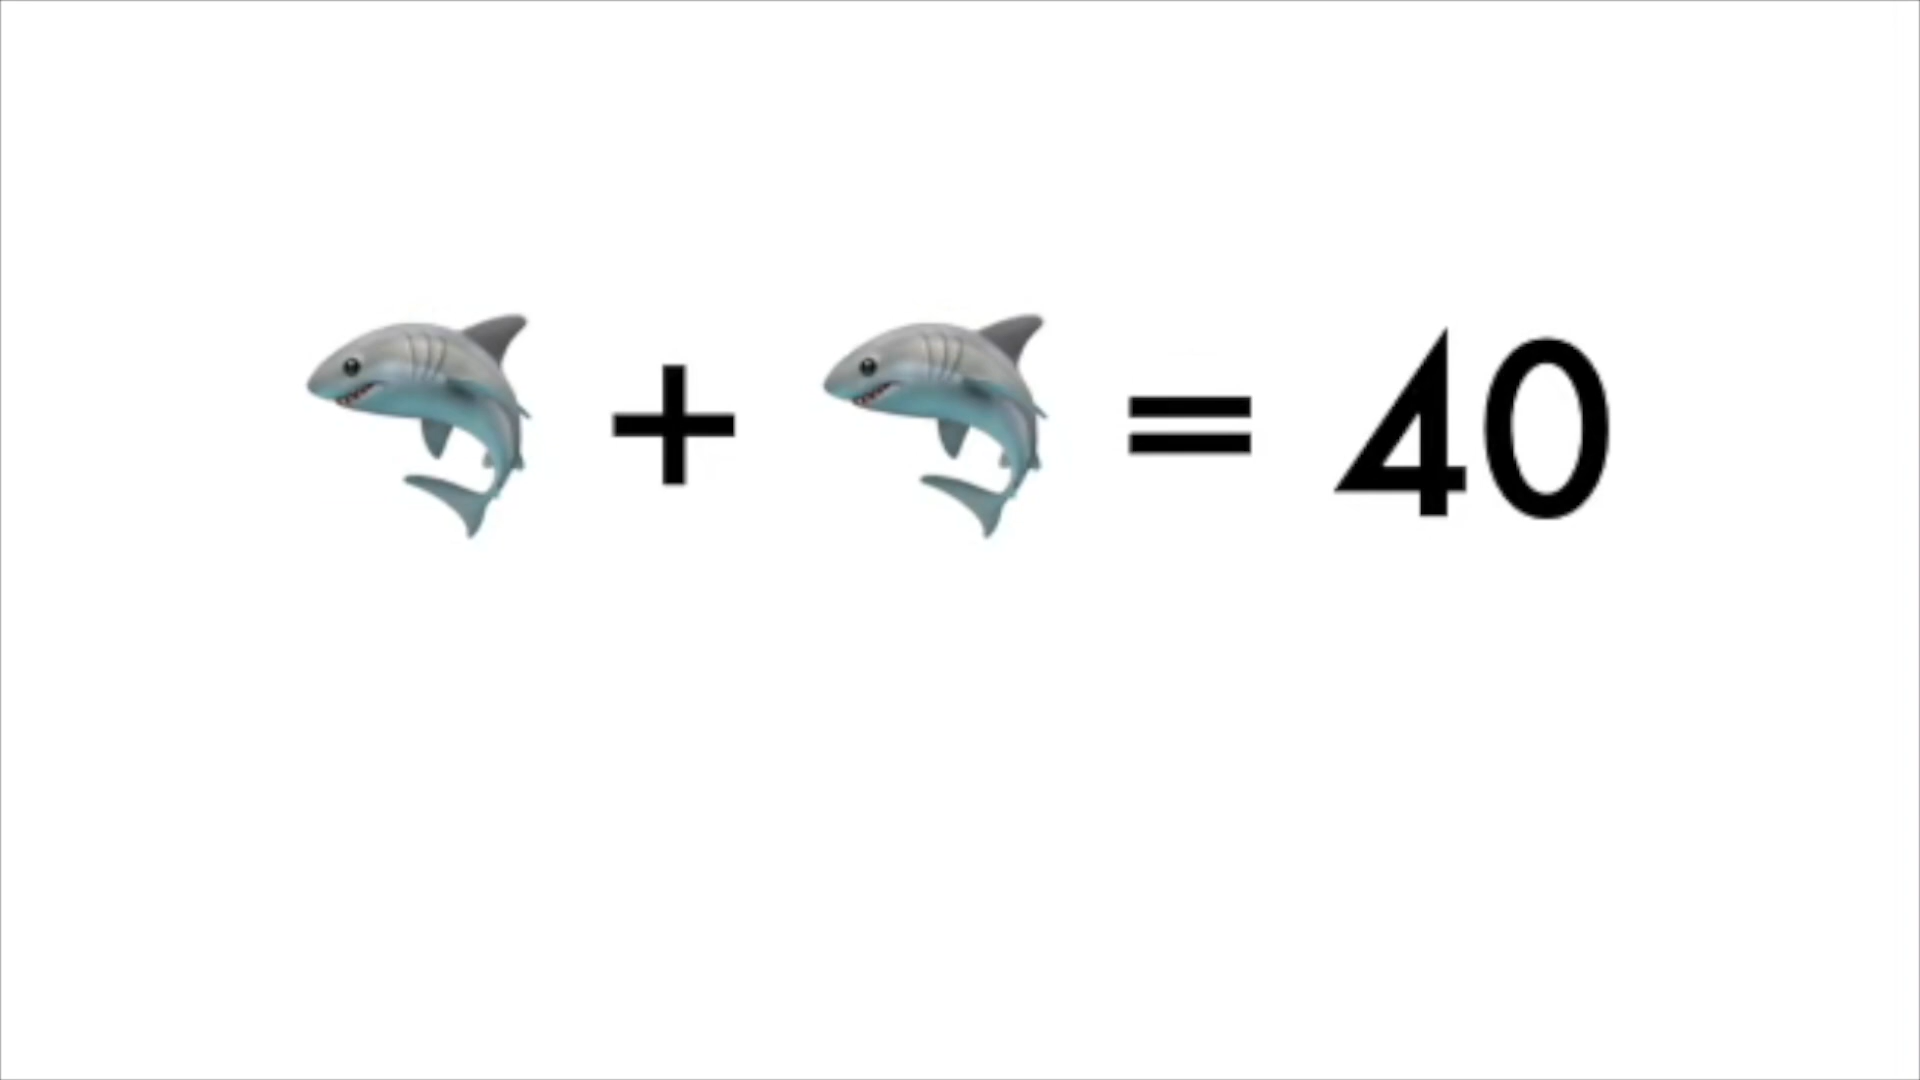 + = 40